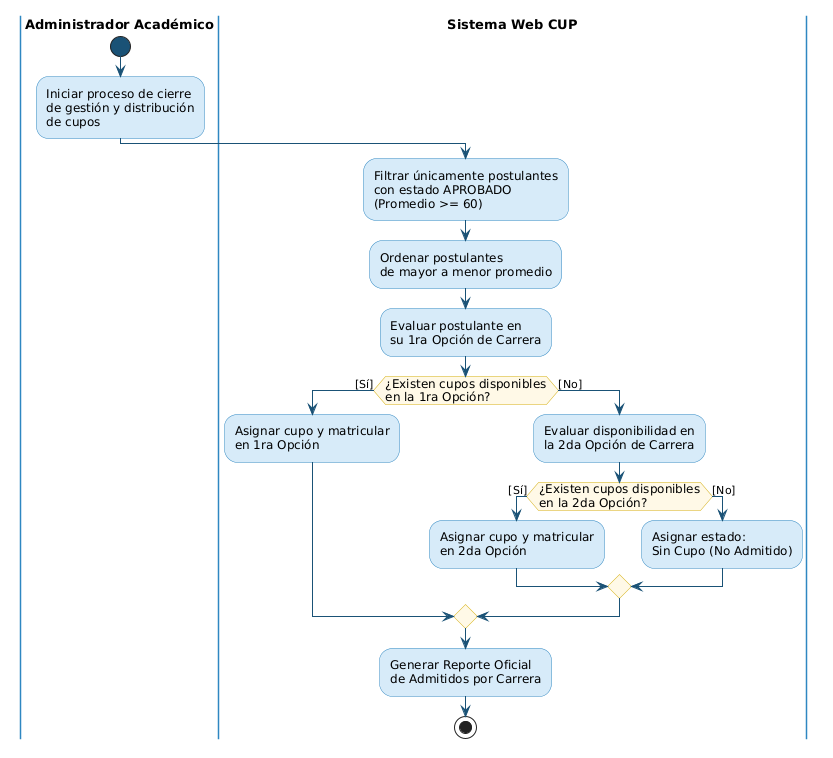 Administrador Académico
Sistema Web CUP
Iniciar proceso de cierre
de gestión y distribución
de cupos
Filtrar únicamente postulantes
con estado APROBADO
(Promedio >= 60)
Ordenar postulantes
de mayor a menor promedio
Evaluar postulante en
su 1ra Opción de Carrera
[Sí]
¿Existen cupos disponibles
en la 1ra Opción?
[No]
Asignar cupo y matricular
en 1ra Opción
Evaluar disponibilidad en
la 2da Opción de Carrera
[Sí]
¿Existen cupos disponibles
en la 2da Opción?
[No]
Asignar cupo y matricular
en 2da Opción
Asignar estado:
Sin Cupo (No Admitido)
Generar Reporte Oficial
de Admitidos por Carrera